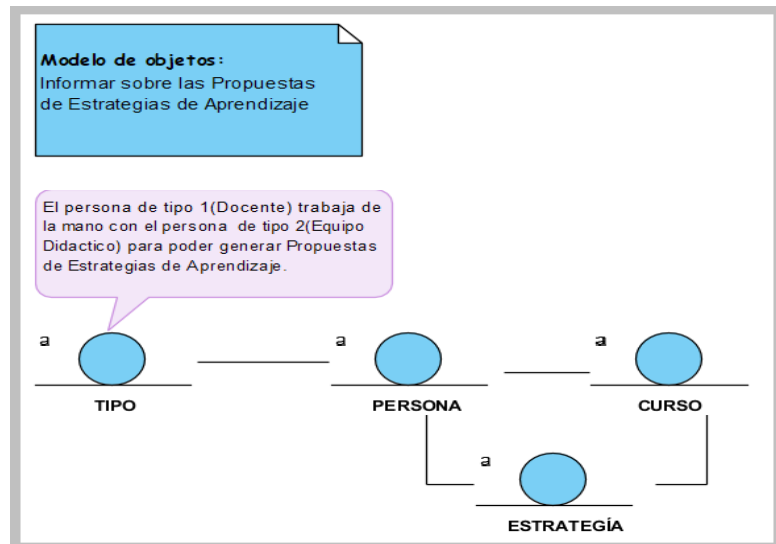 Modelo de objetos:
Informar sobre las Propuestas
de Estrategias de Aprendizaje
El persona de tipo 1(Docente) trabaja de
la mano con el persona de tipo 2(Equipo
Didactico) para poder generar Propuestas
de Estrategias de Aprendizaje.
a
a
a
TIPO
PERSONA
CURSO
a
ESTRATEGÍA